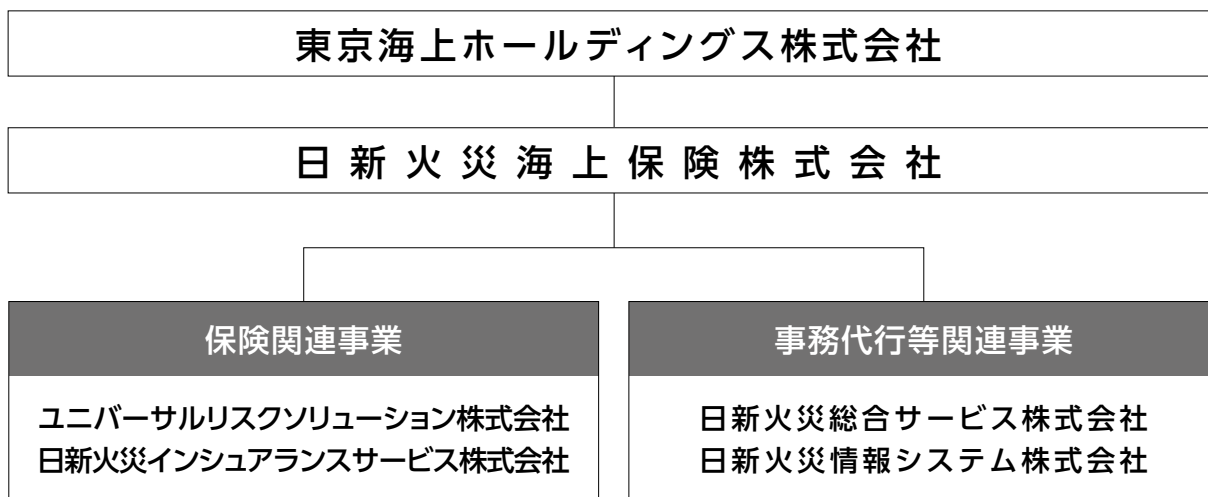 東京海上ホールディングス株式会社
日新火災海上保険株式会社
保険関連事業
ユニバーサルリスクソリューション株式会社
日新火災インシュアランスサービス株式会社
事務代行等関連事業
日新火災総合サービス株式会社
日新火災情報システム株式会社